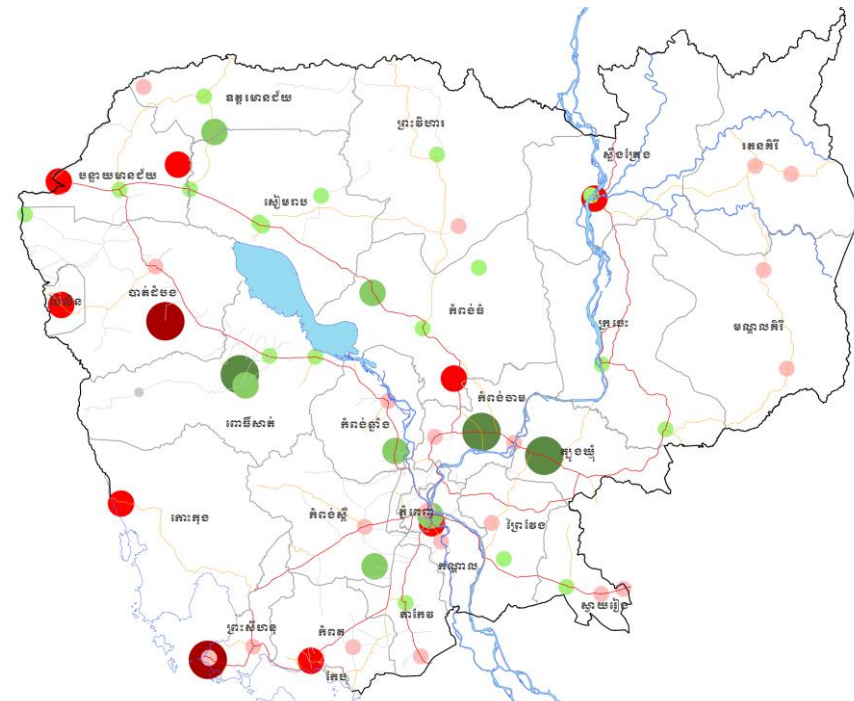 ឧត្តរមានជ័យ
ព្រះវិហារ
ស្ទឹងត្រែង
រតនគិរី
បន្ទាយមានជ័យ
សៀមរាប
បាត់ដំបង
កំពង់ធំ
ក្រចេះ
មណ្ឌលគិរី
ពោធិ៍សាត់
កំពង់ឆ្នាំង
កំពង់ចាម
ត្បូងឃ្មុំ
កោះកុង
កំពង់ស្ពឺ
ភ្នំពេញ
ព្រៃវែង
កណ្តាល
តាកែវ
ស្វាយរៀង
ព្រះសីហនុ
កំពត
កែប